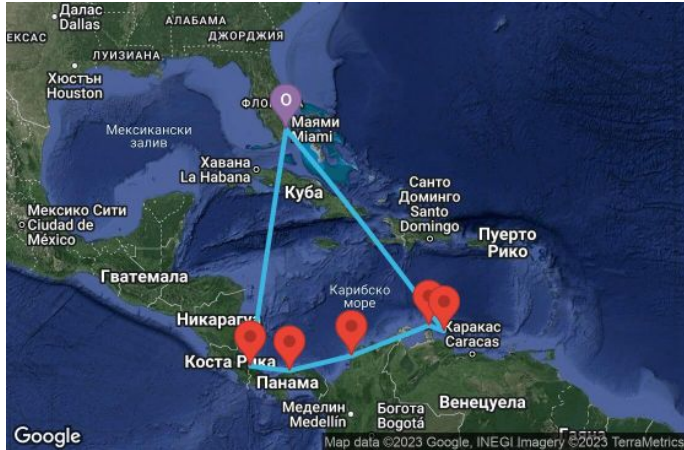 Далас
Dallas
АЛАБАМА
ЕКСАС
ДЖОРДЖИЯ
ЛУИЗИАНА
Хюстън
Houston
O
Маями
Miami
Мексикански
залив
Хавана
La Habana
Куба
Санто
Доминго
Santo
Domingo
Мексико Сити
Ciudad de
México
Пуерто
Рико
Гватемала
Карибско
море
Никарагуа
Каракас
Caracas
Коста Рика
Панама
Меделин
Medellín
Богота
Bogotá
Венецуела
Google
Map data ©2023 Google, INEGI Imagery ©2023 TerraMetrics